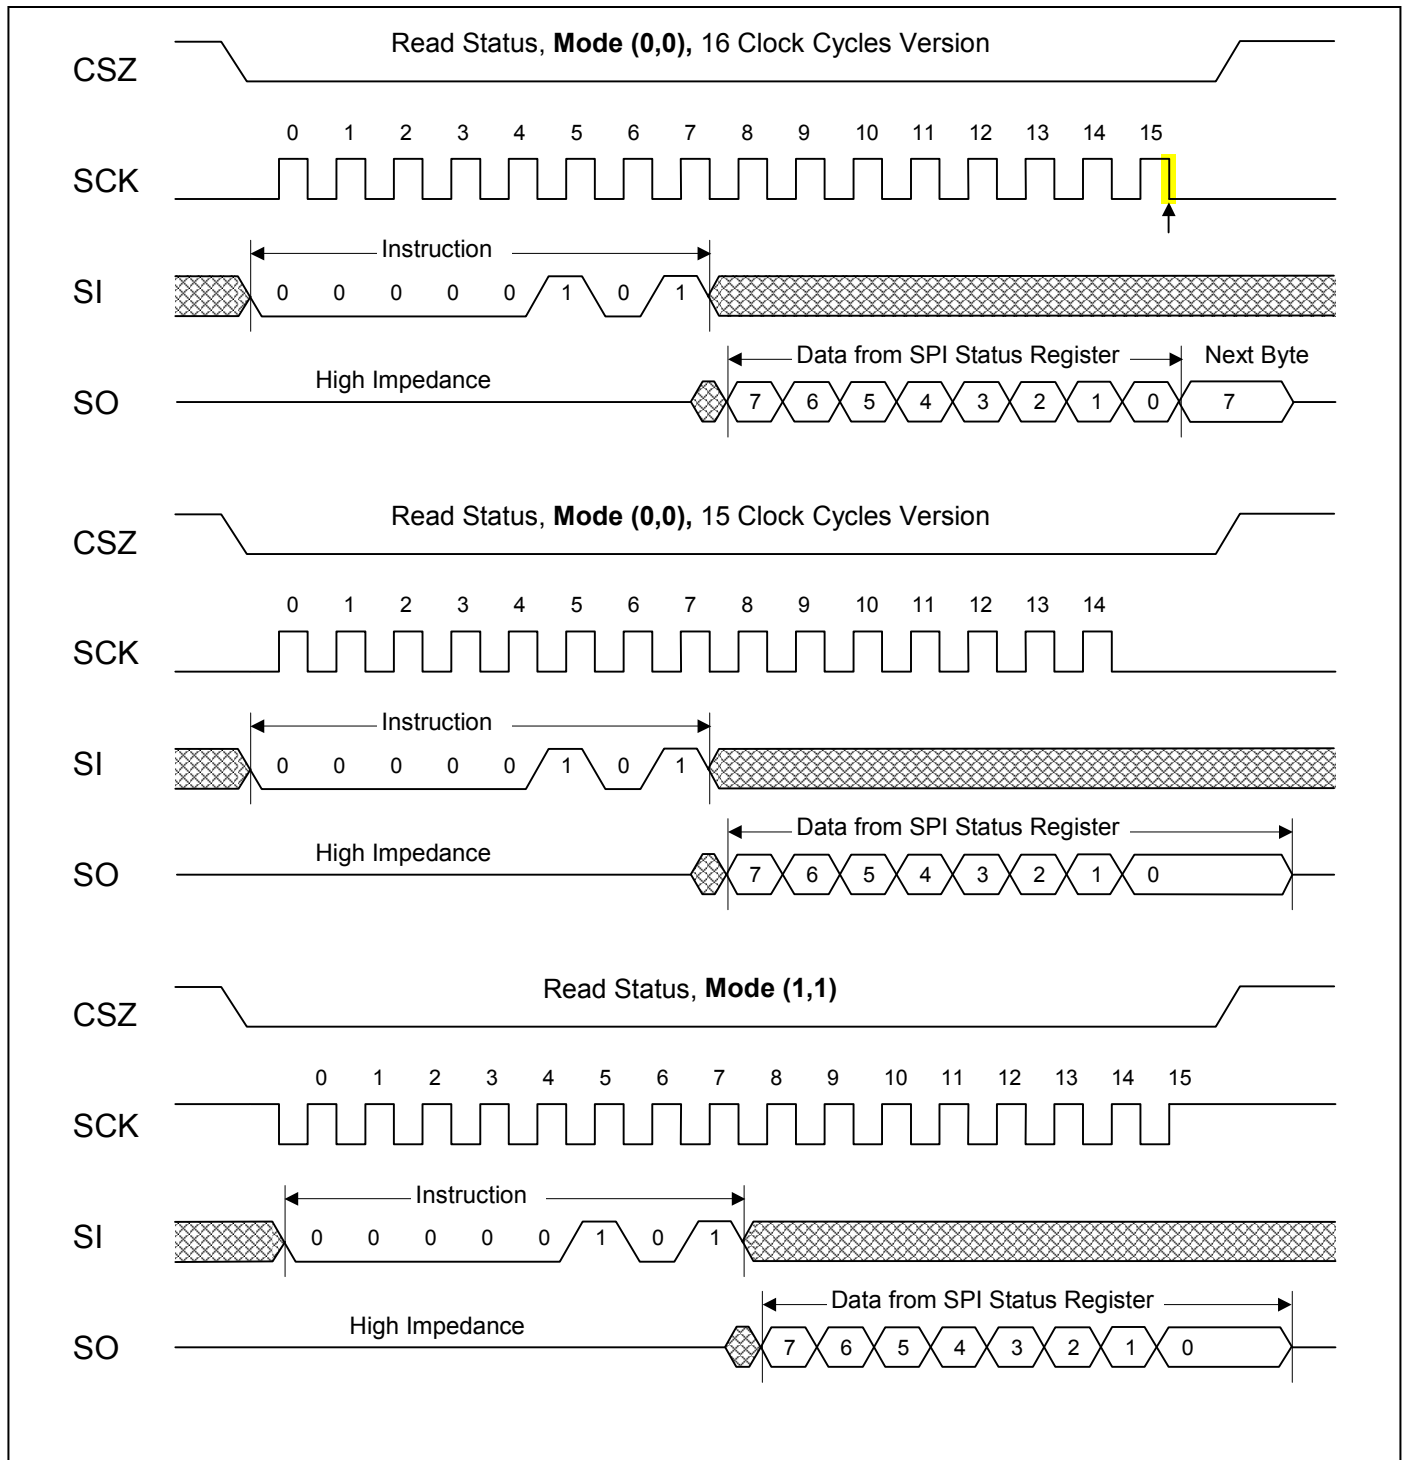 Read Status, Mode (0,0), 16 Clock Cycles Version
CSZ
0 1 2 3 4 5 6 7 8 9 10 11 12 13 14 15
SCK
Instruction
SI 0 0 0 0 0 1 0 1
Data from SPI Status Register Next Byte
High Impedance
SO 7 6 5 4 3 2 1 0 7
Read Status, Mode (0,0), 15 Clock Cycles Version
CSZ
0 1 2 3 4 5 6 7 8 9 10 11 12 13 14
SCK
Instruction
SI 0 0 0 0 0 1 0 1
Data from SPI Status Register
High Impedance
SO 7 6 5 4 3 2 1 0
Read Status, Mode (1,1)
CSZ
0 1 2 3 4 5 6 7 8 9 10 11 12 13 14 15
SCK
Instruction
SI 0 0 0 0 0 1 0 1
Data from SPI Status Register
High Impedance
SO 7 6 5 4 3 2 1 0